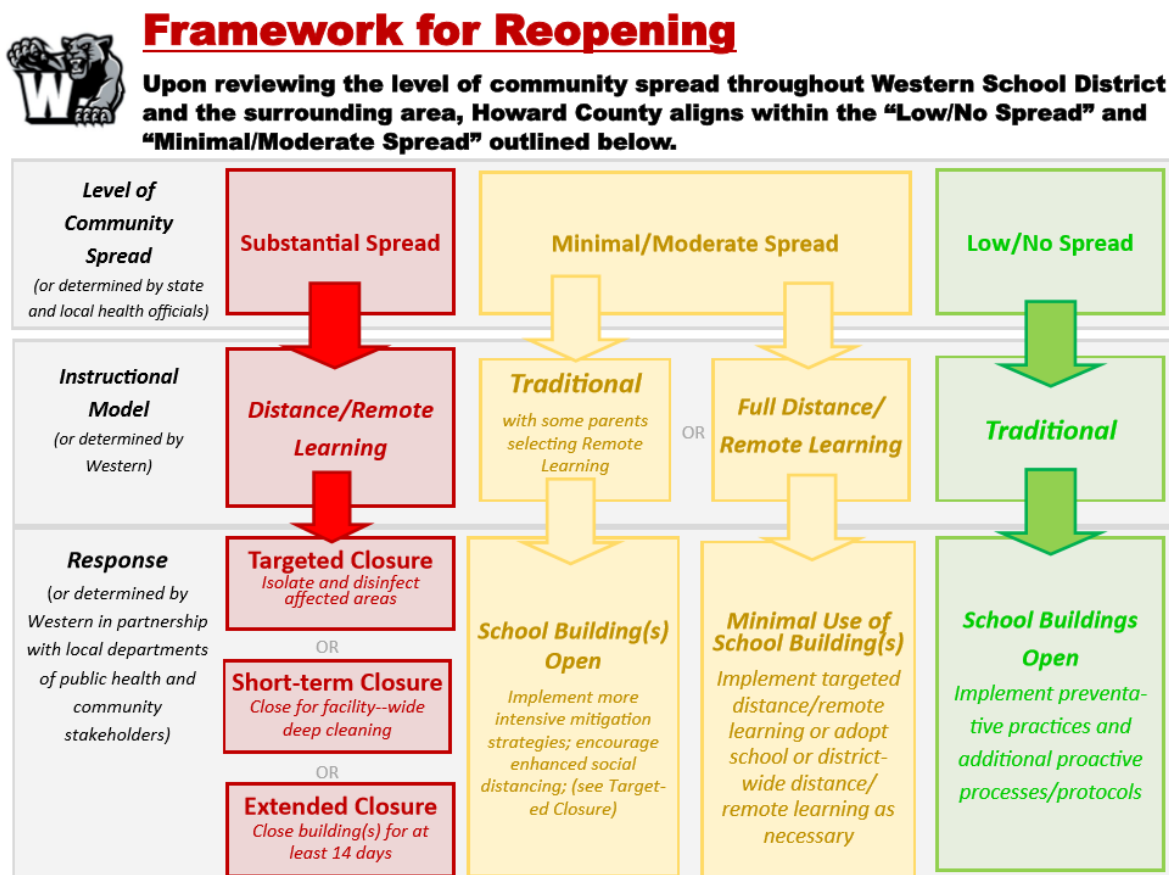 W
Framework for Reopening
Upon reviewing the level of community spread throughout Western School District
and the surrounding area, Howard County aligns within the “Low/No Spread” and
“Minimal/Moderate Spread” outlined below.
Level of
Community
Spread
(or determined by state
and local health officials)
Substantial Spread
Minimal/Moderate Spread
Low/No Spread
Instructional
Model
(or determined by
Western)
Distance/Remote
Learning
Traditional
with some parents
selecting Remote
Learning
OR
Full Distance/
Remote Learning
Traditional
Response
(or determined by
Western in partnership
with local departments
of public health and
community
stakeholders)
Targeted Closure
Isolate and disinfect
affected areas
OR
Short-term Closure
Close for facility--wide
deep cleaning
OR
Extended Closure
Close building(s) for at
least 14 days
School Building(s)
Open
Implement more
intensive mitigation
strategies; encourage
enhanced social
distancing; (see Target-
ed Closure)
Minimal Use of
School Building(s)
Implement targeted
distance/remote
learning or adopt
school or district-
wide distance/
remote learning as
necessary
School Buildings
Open
Implement preventa-
tive practices and
additional proactive
processes/protocols